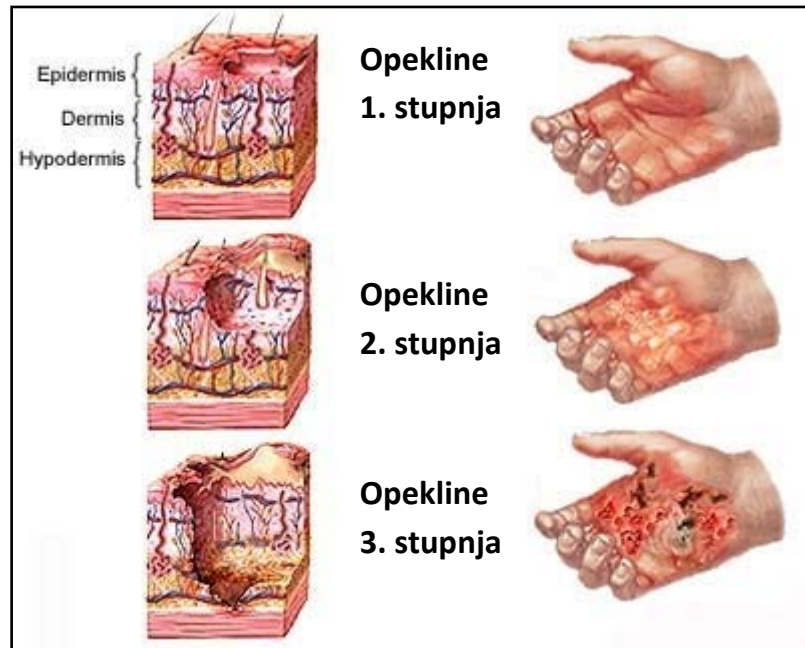 Epidermis
Dermis
Hypodermis
Opekline
1. stupnja
Opekline
2. stupnja
Opekline
3. stupnja